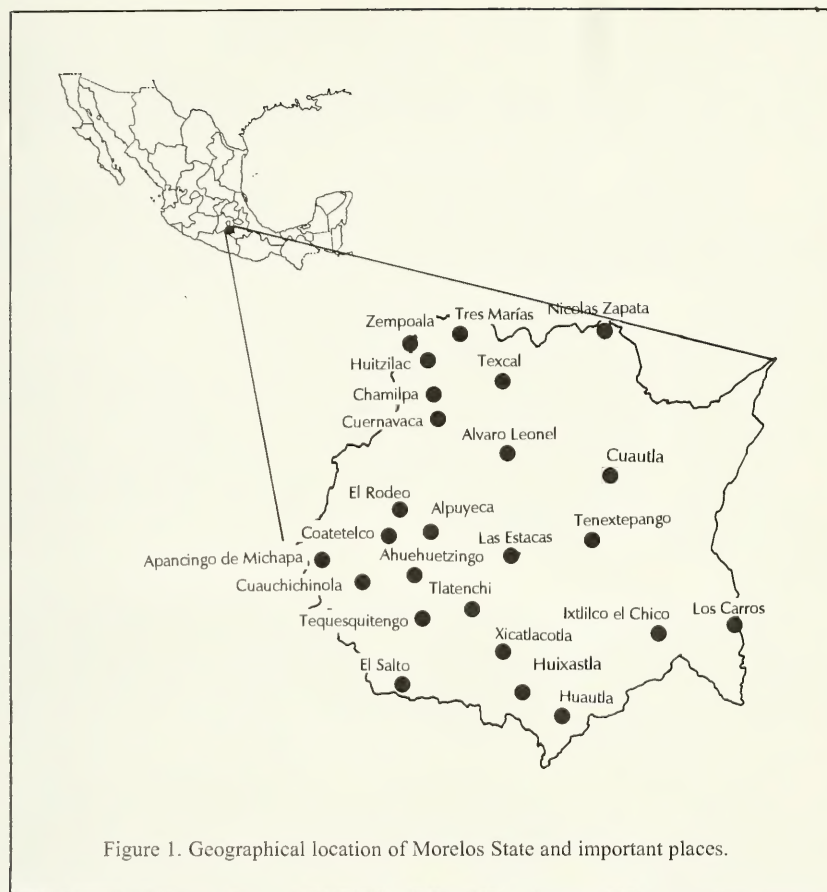 Nicolas Zapata
Tres Marías
Zempoala
Huitzilac
Texcal
Chamilpa
Cuernavaca
Alvaro Leonel
Cuautla
El Rodeo
Alpuyeca
Tenextepango
Coatetelco
Las Estacas
Apancingo de Michapa
Ahuehuetzingo
Cuauchichinola
Tlatenchi
Ixtlilco el Chico
Los Carros
Tequesquitengo
Xicatlacotla
El Salto
Huixastla
Huautla
Figure 1. Geographical location of Morelos State and important places.